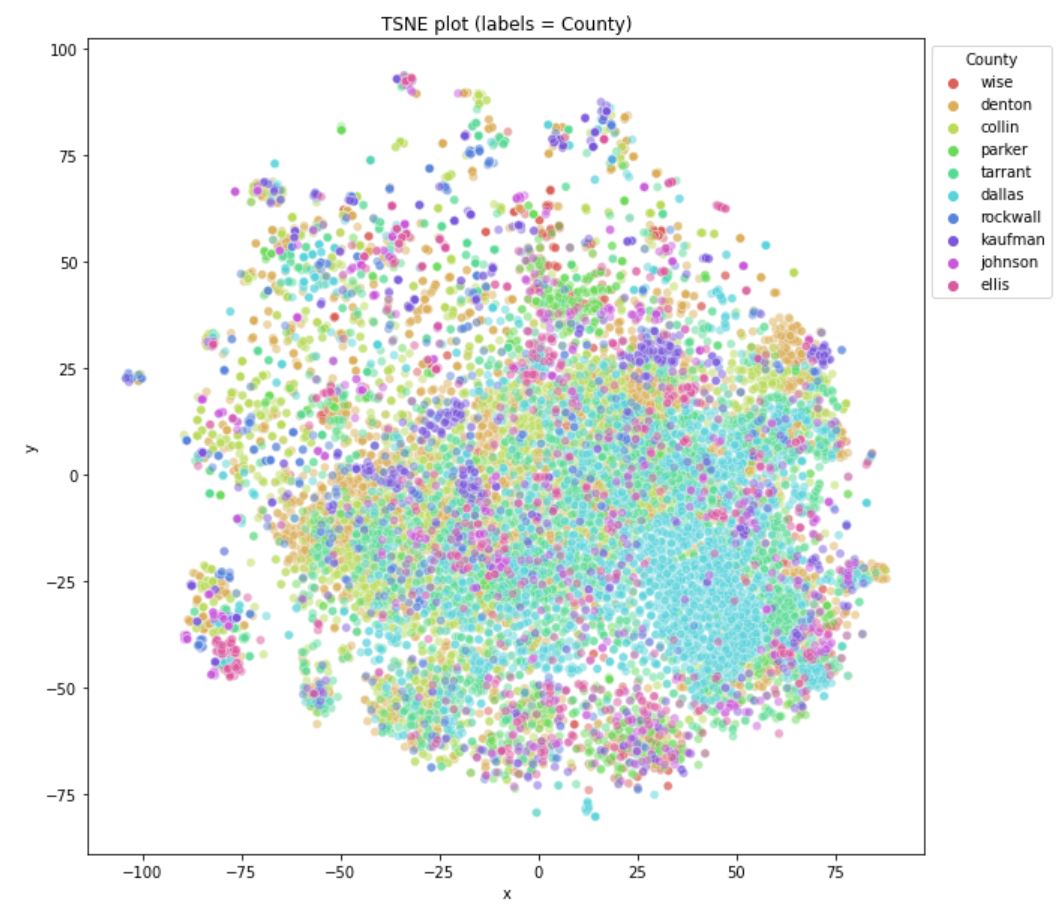 TSNE plot (labels = County)
100
75
50
25
0
−25
−50
−75
y
−100
−75
−50
−25
0
25
50
75
x
County
wise
denton
collin
parker
tarrant
dallas
rockwall
kaufman
johnson
ellis